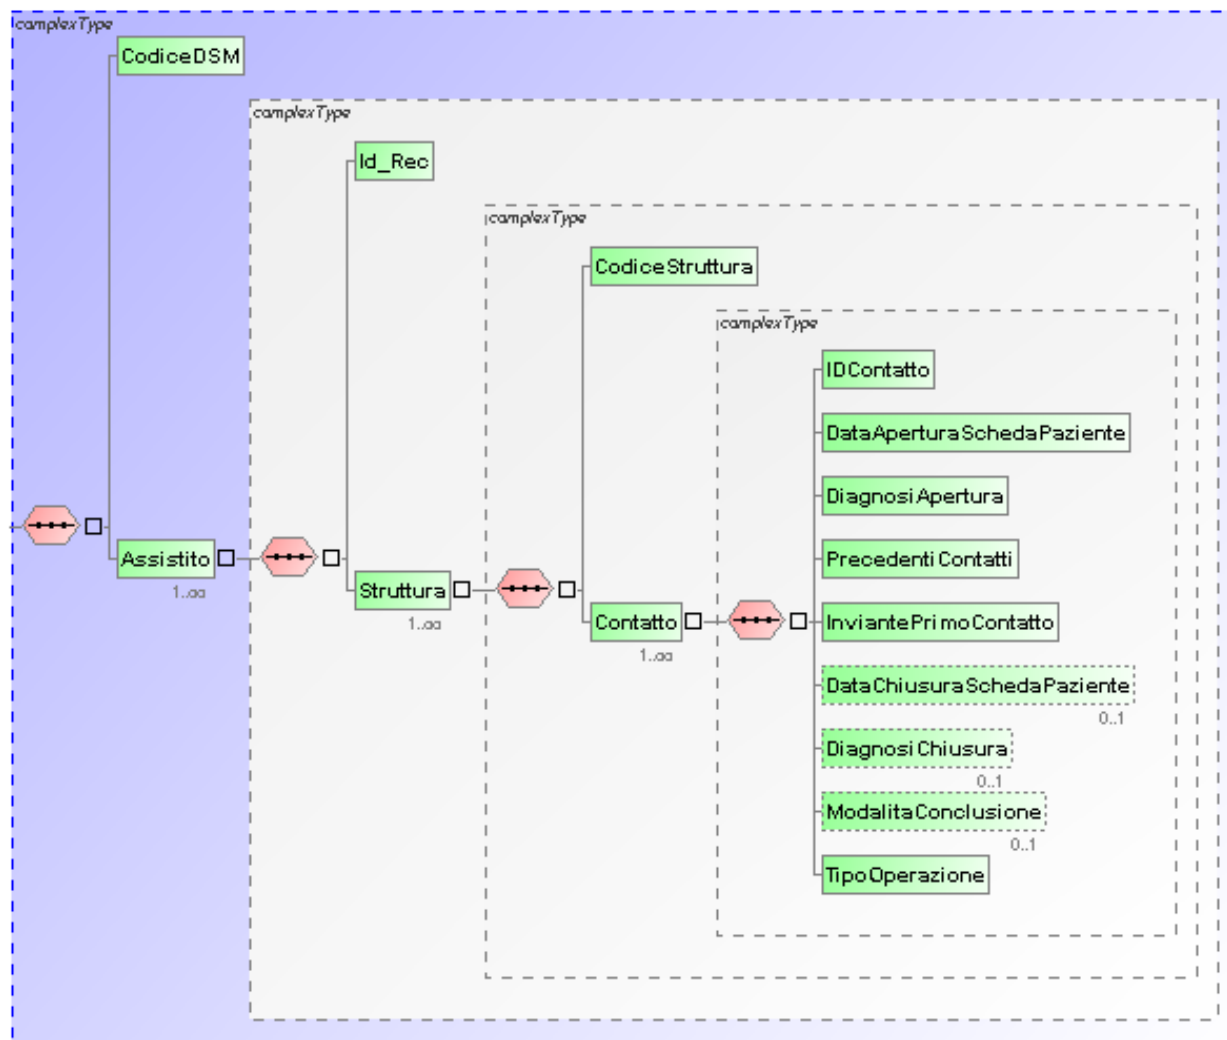 complexType
CodiceDSM
complexType
Id_Rec
complexType
CodiceStruttura
complexType
IDContatto
DataAperturaSchedaPaziente
DiagnosiApertura
PrecedentiContatti
Assistito
1..∞
Struttura
1..∞
Contatto
1..∞
InviantePrimoContatto
DataChiusuraSchedaPaziente
0..1
DiagnosiChiusura
0..1
ModalitaConclusione
0..1
TipoOperazione